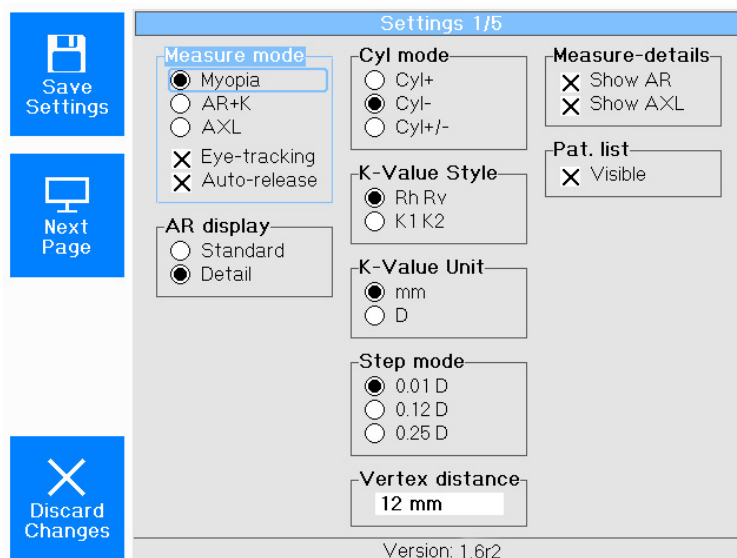 Settings 1/5
Save
Settings
Next
Page
Discard
Changes
Measure mode
Myopia
AR+K
AXL
Eye-tracking
Auto-release
AR display
Standard
Detail
Cyl mode
Cyl+
Cyl-
Cyl+/-
K-Value Style
Rh Rv
K1 K2
K-Value Unit
mm
D
Step mode
0.01 D
0.12 D
0.25 D
Vertex distance
12 mm
Measure-details
Show AR
Show AXL
Pat. list
Visible
Version: 1.6r2